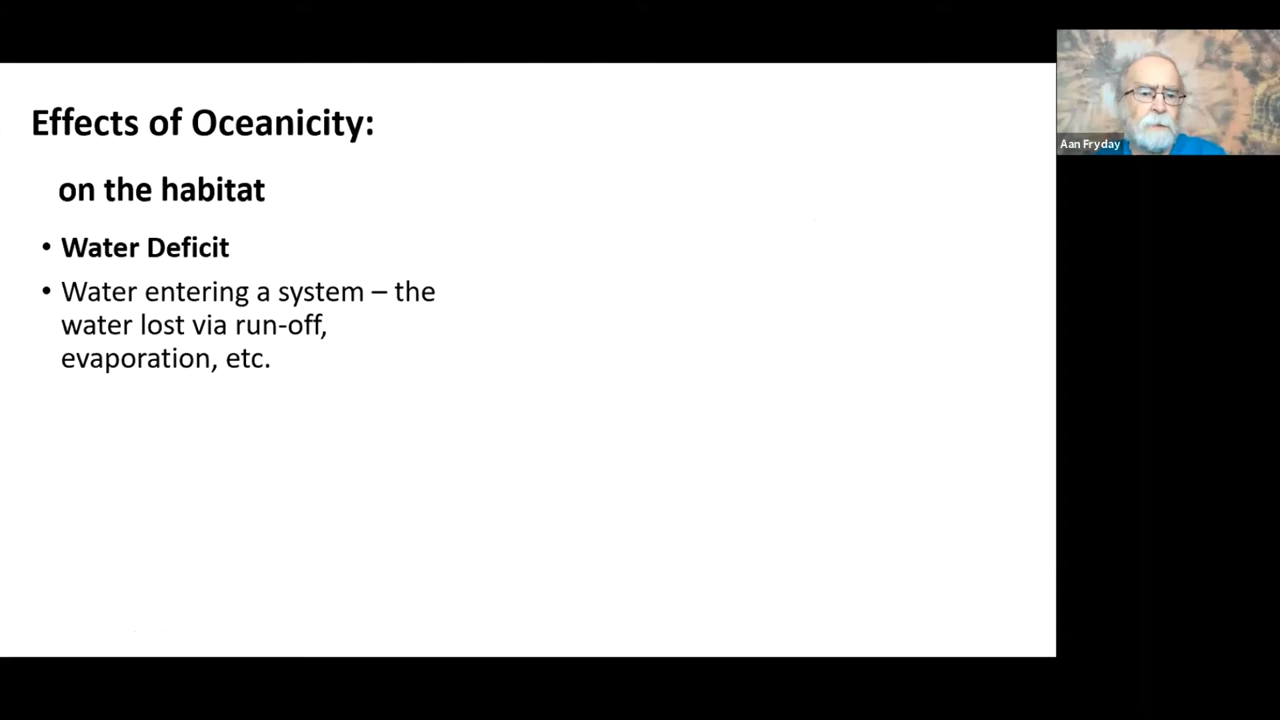 Effects of Oceanicity:
on the habitat
• Water Deficit
• Water entering a system – the
water lost via run-off,
evaporation, etc.
Aan Fryday